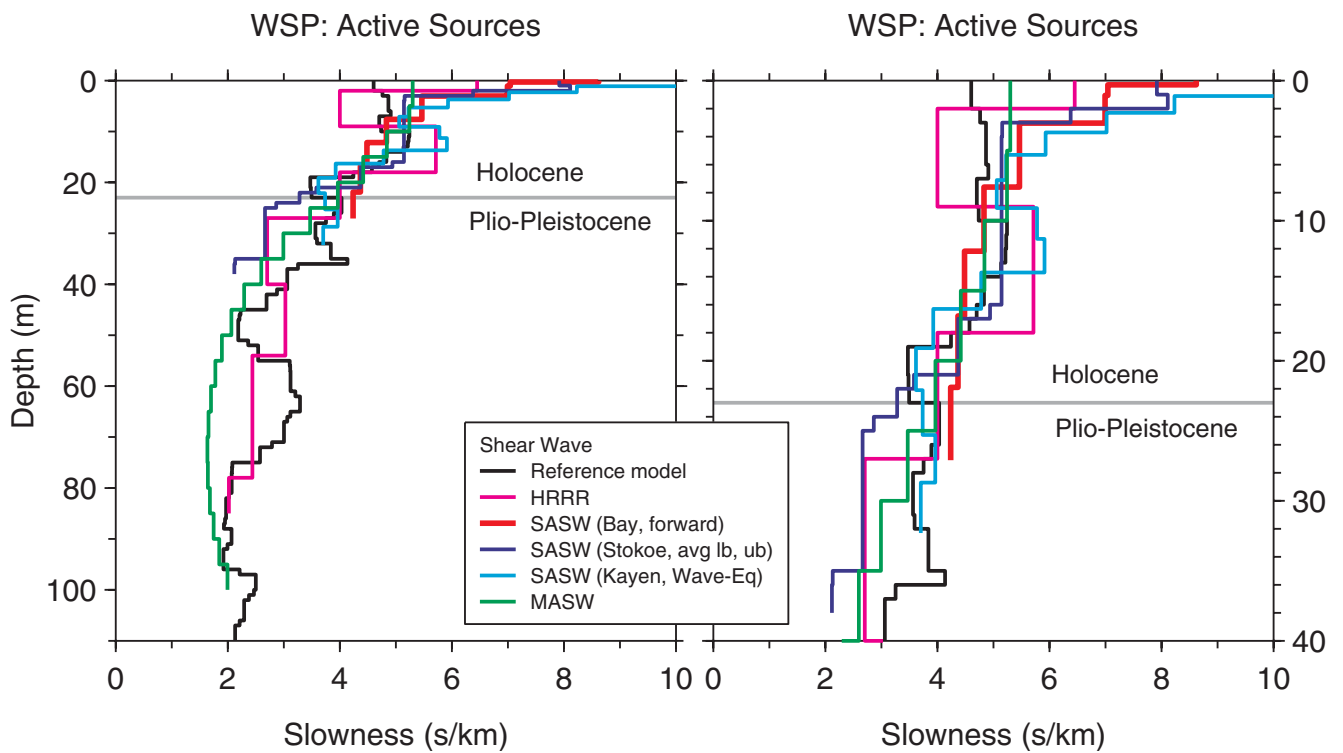 WSP: Active Sources
WSP: Active Sources
0
20
40
60
80
100
Depth (m)
Holocene
Plio-Pleistocene
0
2
4
6
8
10
Slowness (s/km)
Shear Wave
Reference model
HRRR
SASW (Bay, forward)
SASW (Stokoe, avg lb, ub)
SASW (Kayen, Wave-Eq)
MASW
Holocene
Plio-Pleistocene
0
10
20
30
40
0
2
4
6
8
10
Slowness (s/km)